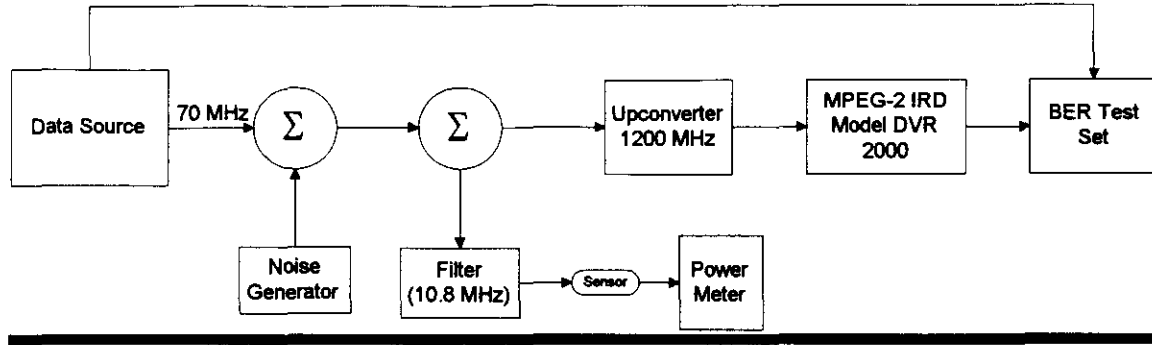 Data Source
70 MHz
Σ
Σ
Upconverter
1200 MHz
MPEG-2 IRD
Model DVR
2000
BER Test
Set
Noise
Generator
Filter
(10.8 MHz)
Sensor
Power
Meter